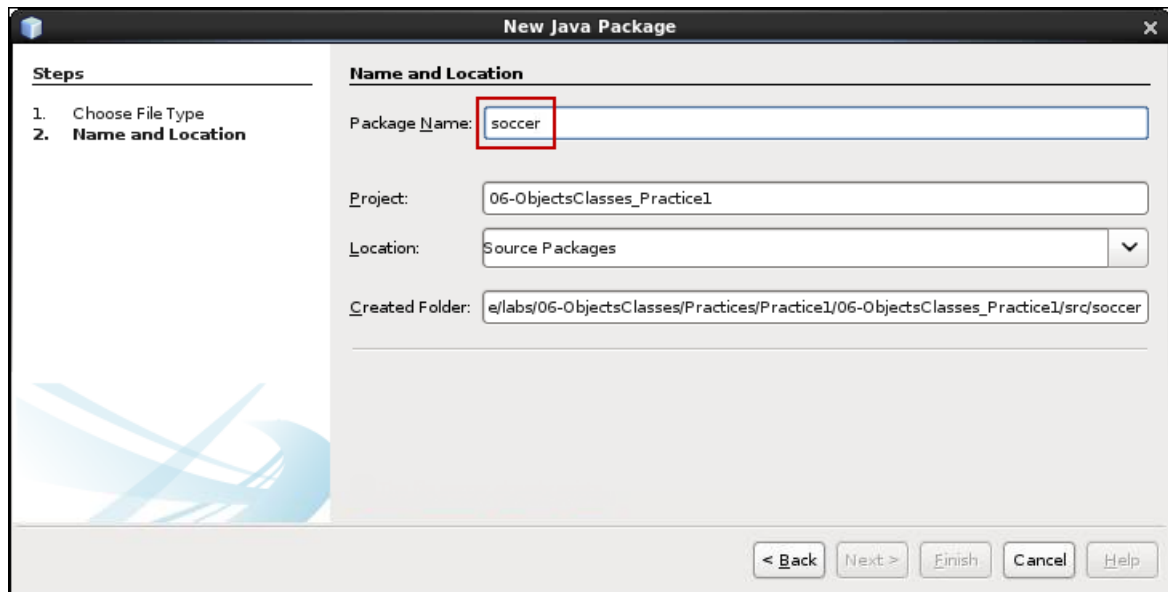 New Java Package
Steps
1. Choose File Type
2. Name and Location
Name and Location
Package Name: soccer
Project: 06-ObjectsClasses_Practice1
Location: Source Packages
Created Folder: e/labs/06-ObjectsClasses/Practices/Practice1/06-ObjectsClasses_Practice1/src/soccer
< Back Next > Finish Cancel Help